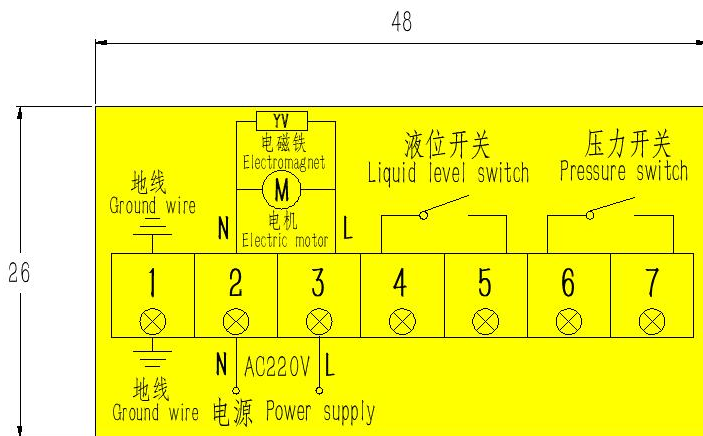 48
26
YV
电磁铁
Electromagnet
M
电机
Electric motor
N
L
液位开关
Liquid level switch
压力开关
Pressure switch
地线
Ground wire
1 2 3 4 5 6 7
地线
Ground wire
N AC220V L
电源 Power supply